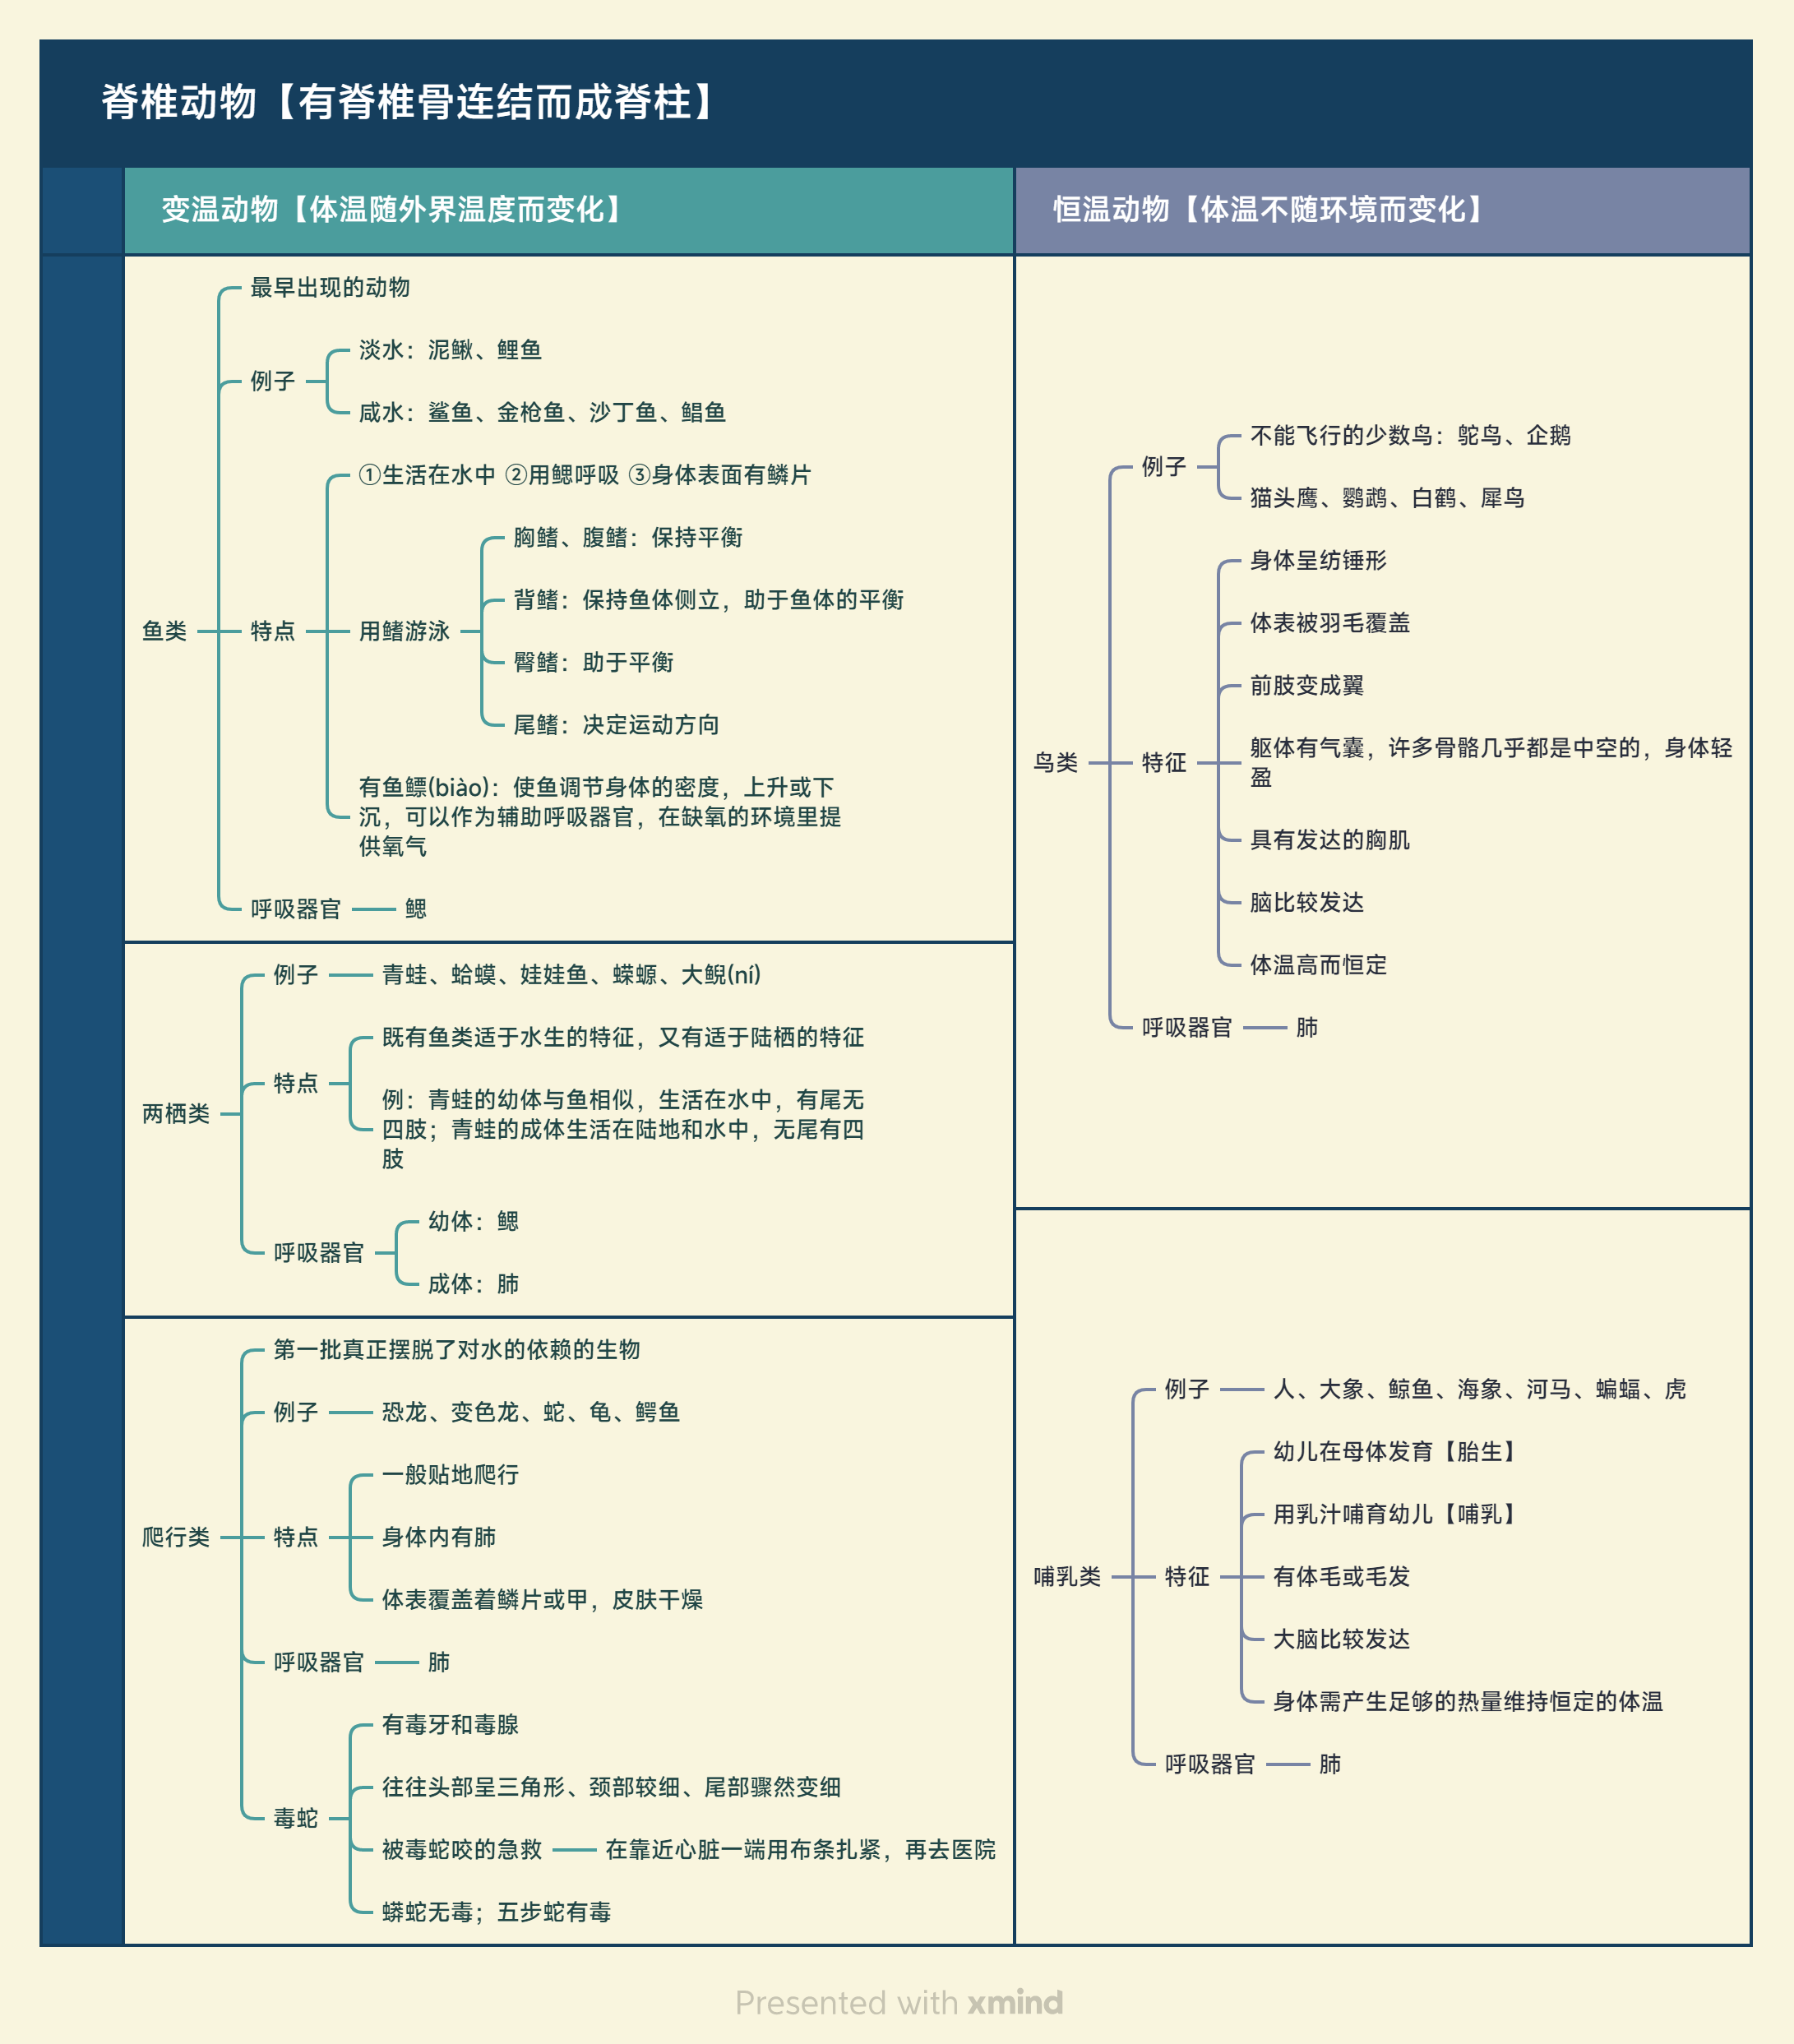 脊椎动物【有脊椎骨连结而成脊柱】
变温动物【体温随外界温度而变化】
鱼类
最早出现的动物
例子
淡水：泥鳅、鲤鱼
咸水：鲨鱼、金枪鱼、沙丁鱼、鲳鱼
特点
①生活在水中 ②用鳃呼吸 ③身体表面有鳞片
用鳍游泳
胸鳍、腹鳍：保持平衡
背鳍：保持鱼体侧立，助于鱼体的平衡
臀鳍：助于平衡
尾鳍：决定运动方向
有鱼鳔(biào)：使鱼调节身体的密度，上升或下
沉，可以作为辅助呼吸器官，在缺氧的环境里提
供氧气
呼吸器官
鳃
两栖类
例子
青蛙、蛤蟆、娃娃鱼、蝾螈、大鲵(ní)
特点
既有鱼类适于水生的特征，又有适于陆栖的特征
例：青蛙的幼体与鱼相似，生活在水中，有尾无
四肢；青蛙的成体生活在陆地和水中，无尾有四
肢
呼吸器官
幼体：鳃
成体：肺
爬行类
第一批真正摆脱了对水的依赖的生物
例子
恐龙、变色龙、蛇、龟、鳄鱼
特点
一般贴地爬行
身体内有肺
体表覆盖着鳞片或甲，皮肤干燥
呼吸器官
肺
毒蛇
有毒牙和毒腺
往往头部呈三角形、颈部较细、尾部骤然变细
被毒蛇咬的急救
在靠近心脏一端用布条扎紧，再去医院
蟒蛇无毒；五步蛇有毒
恒温动物【体温不随环境而变化】
鸟类
例子
不能飞行的少数鸟：鸵鸟、企鹅
猫头鹰、鹦鹉、白鹤、犀鸟
特征
身体呈纺锤形
体表被羽毛覆盖
前肢变成翼
躯体有气囊，许多骨骼几乎都是中空的，身体轻
盈
具有发达的胸肌
脑比较发达
体温高而恒定
呼吸器官
肺
哺乳类
例子
人、大象、鲸鱼、海象、河马、蝙蝠、虎
特征
幼儿在母体发育【胎生】
用乳汁哺育幼儿【哺乳】
有体毛或毛发
大脑比较发达
身体需产生足够的热量维持恒定的体温
呼吸器官
肺
Presented with xmind